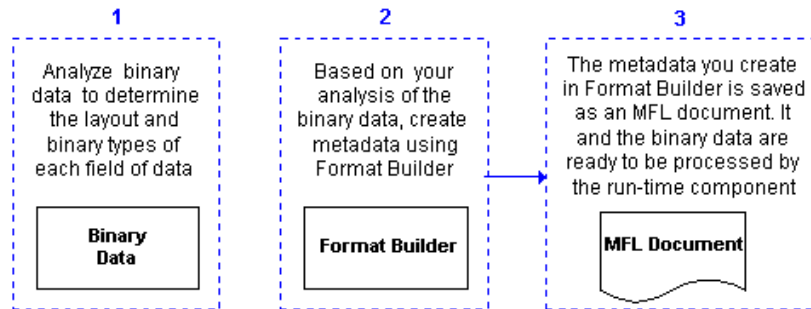 1
Analyze binary
data to determine
the layout and
binary types of
each field of data
Binary
Data
2
Based on your
analysis of the
binary data, create
metadata using
Format Builder
Format Builder
3
The metadata you create
in Format Builder is saved
as an MFL document. It
and the binary data are
ready to be processed by
the run-time component
MFL Document